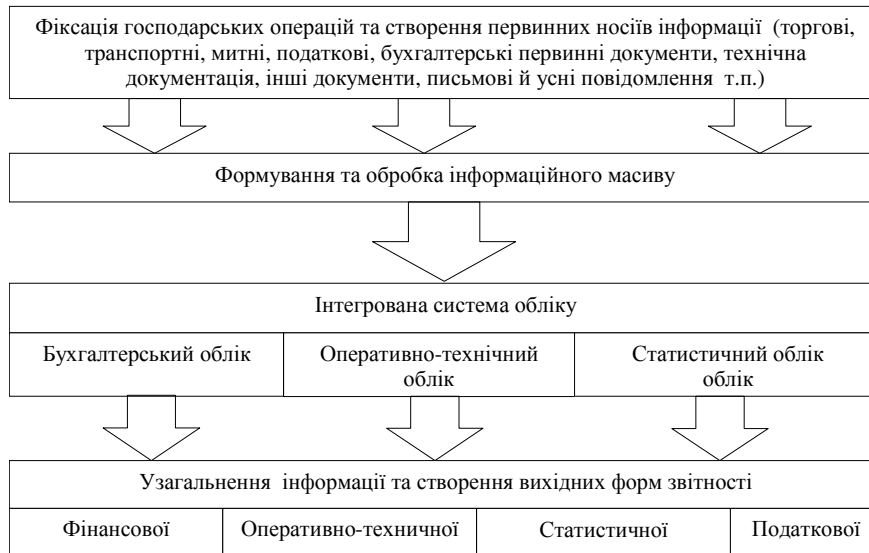 Фіксація господарських операцій та створення первинних носіїв інформації (торгові,
транспортні, митні, податкові, бухгалтерські первинні документи, технічна
документація, інші документи, письмові й усні повідомлення т.п.)
Формування та обробка інформаційного масиву
Інтегрована система обліку
Бухгалтерський облік
Оперативно-технічний
облік
Статистичний облік
облік
Узагальнення інформації та створення вихідних форм звітності
Фінансової
Оперативно-техничної
Статистичної
Податкової